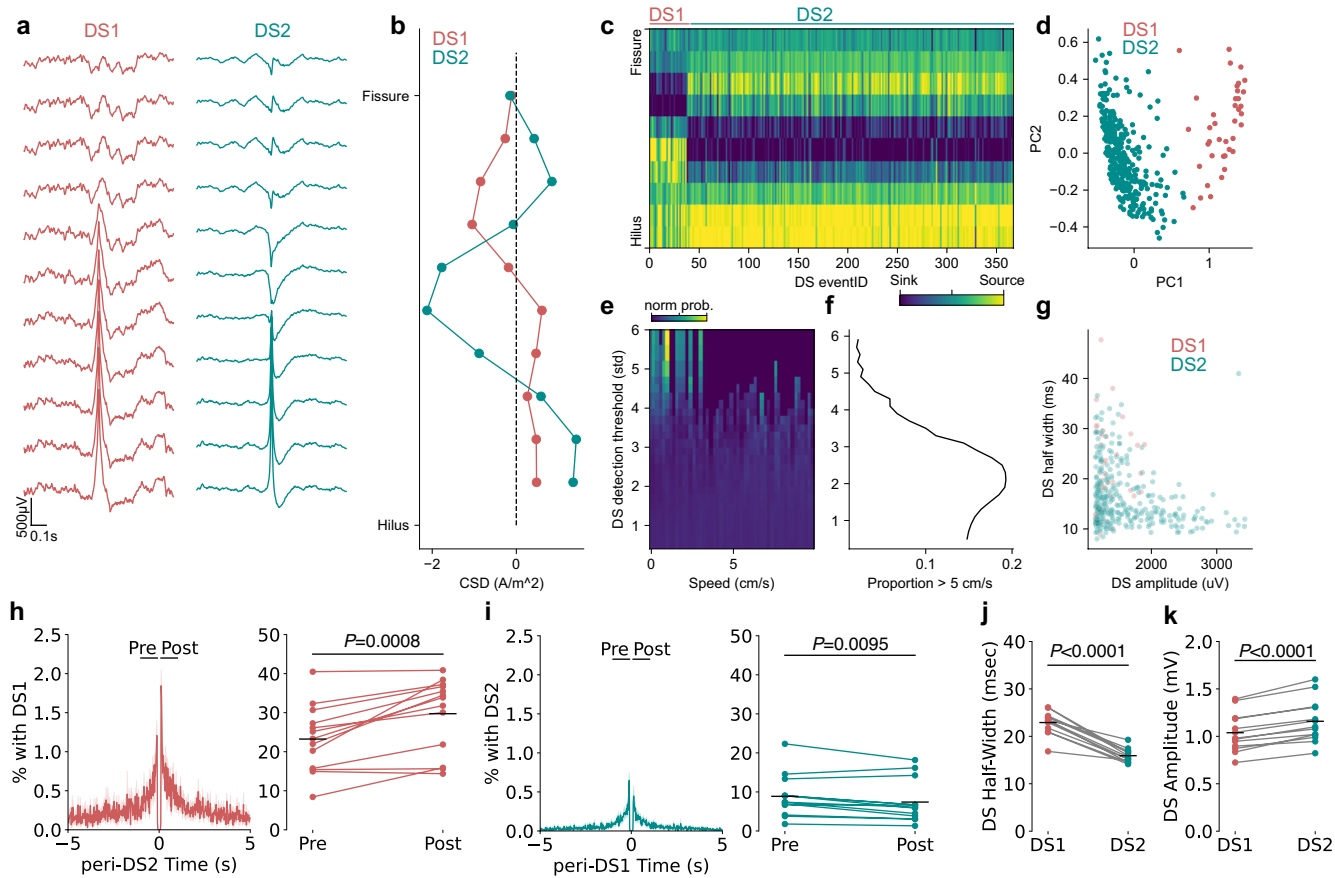 a
DS1
DS2
500μV
0.1s
b
DS1
DS2
Fissure
Hilus
−2
0
CSD (A/m^2)
c
DS1
DS2
Fissure
Hilus
0
50
100
150
200
250
300
350
DS eventID
Sink
Source
d
DS1
DS2
PC2
0.6
0.4
0.2
0.0
−0.2
−0.4
0
1
PC1
e
norm prob.
DS detection threshold (std)
6
5
4
3
2
1
0
5
Speed (cm/s)
f
6
5
4
3
2
1
0.1
0.2
Proportion > 5 cm/s
g
DS1
DS2
DS half width (ms)
40
30
20
10
2000
3000
DS amplitude (uV)
h
% with DS1
2.5
2.0
1.5
1.0
0.5
0.0
Pre Post
−5
0
5
peri-DS2 Time (s)
P=0.0008
50
40
30
20
10
0
Pre
Post
i
% with DS2
2.5
2.0
1.5
1.0
0.5
0.0
Pre Post
−5
0
5
peri-DS1 Time (s)
P=0.0095
50
40
30
20
10
0
Pre
Post
j
P<0.0001
DS Half-Width (msec)
40
30
20
10
0
DS1
DS2
k
P<0.0001
DS Amplitude (mV)
2.0
1.5
1.0
0.5
0.0
DS1
DS2